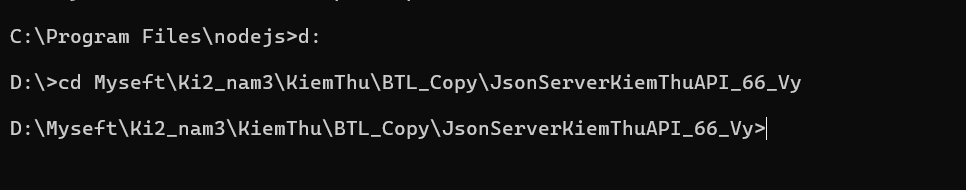 C:\Program Files\nodejs>d:
D:\>cd Myseft\Ki2_nam3\KiemThu\BTL_Copy\JsonServerKiemThuAPI_66_Vy
D:\Myseft\Ki2_nam3\KiemThu\BTL_Copy\JsonServerKiemThuAPI_66_Vy>